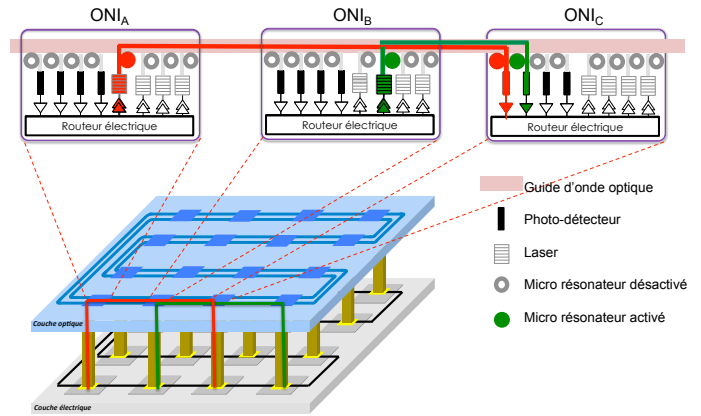 ONIA
ONIB
ONIC
Routeur électrique
Routeur électrique
Routeur électrique
Guide d'onde optique
Photo-détecteur
Laser
Micro résonateur désactivé
Micro résonateur activé
Couche optique
Couche électrique